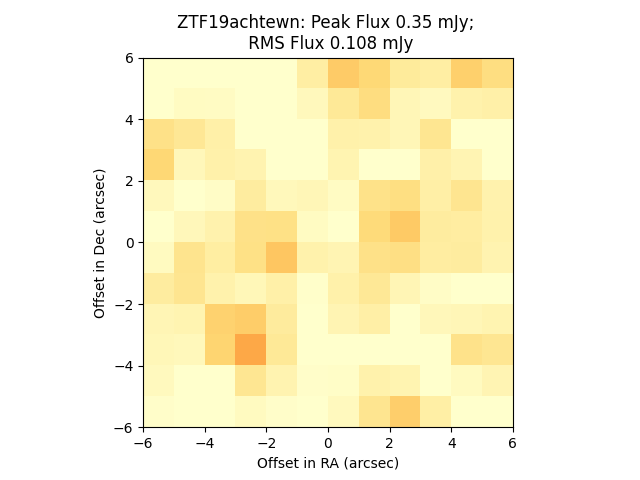 ZTF19achtewn: Peak Flux 0.35 mJy;
RMS Flux 0.108 mJy
6
4
2
0
−2
−4
−6
Offset in Dec (arcsec)
−6 −4 −2 0 2 4 6
Offset in RA (arcsec)